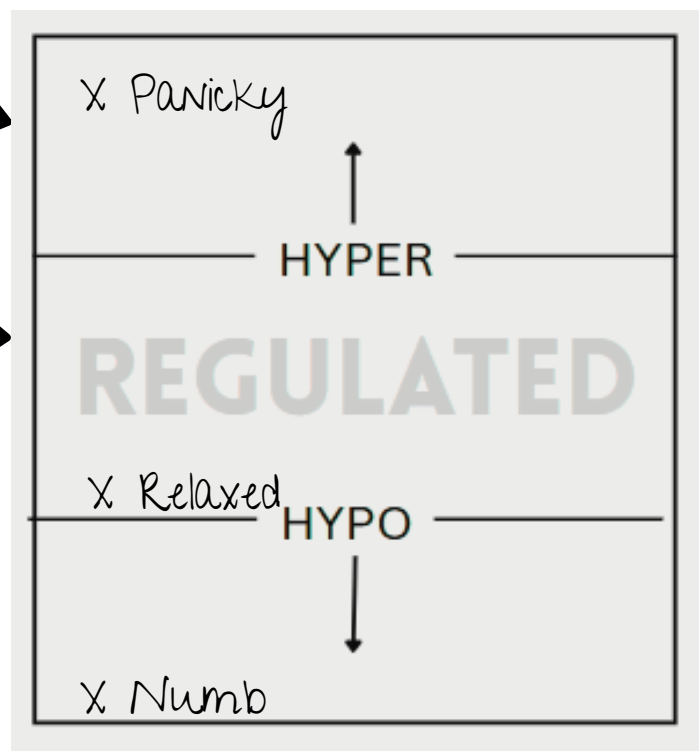 X Panicky
HYPER
REGULATED
X Relaxed
HYPO
X Numb